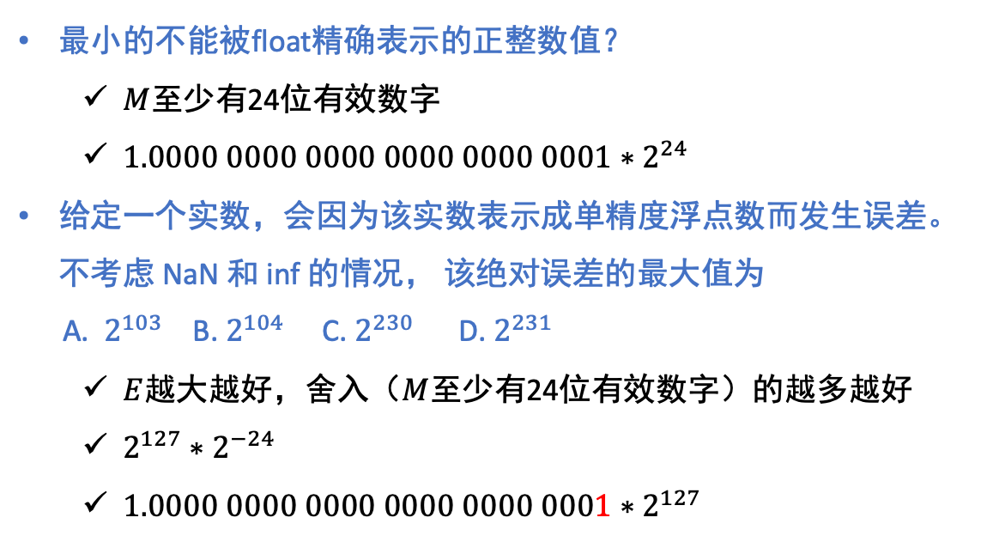 • 最小的不能被float精确表示的正整数值？
✓ M至少有24位有效数字
✓ 1.0000 0000 0000 0000 0000 0001 ∗ 2^24
• 给定一个实数，会因为该实数表示成单精度浮点数而发生误差。
不考虑 NaN 和 inf 的情况， 该绝对误差的最大值为
A. 2^103 B. 2^104 C. 2^230 D. 2^231
✓ E越大越好，舍入（M至少有24位有效数字）的越多越好
✓ 2^127 ∗ 2^−24
✓ 1.0000 0000 0000 0000 0000 0001 ∗ 2^127